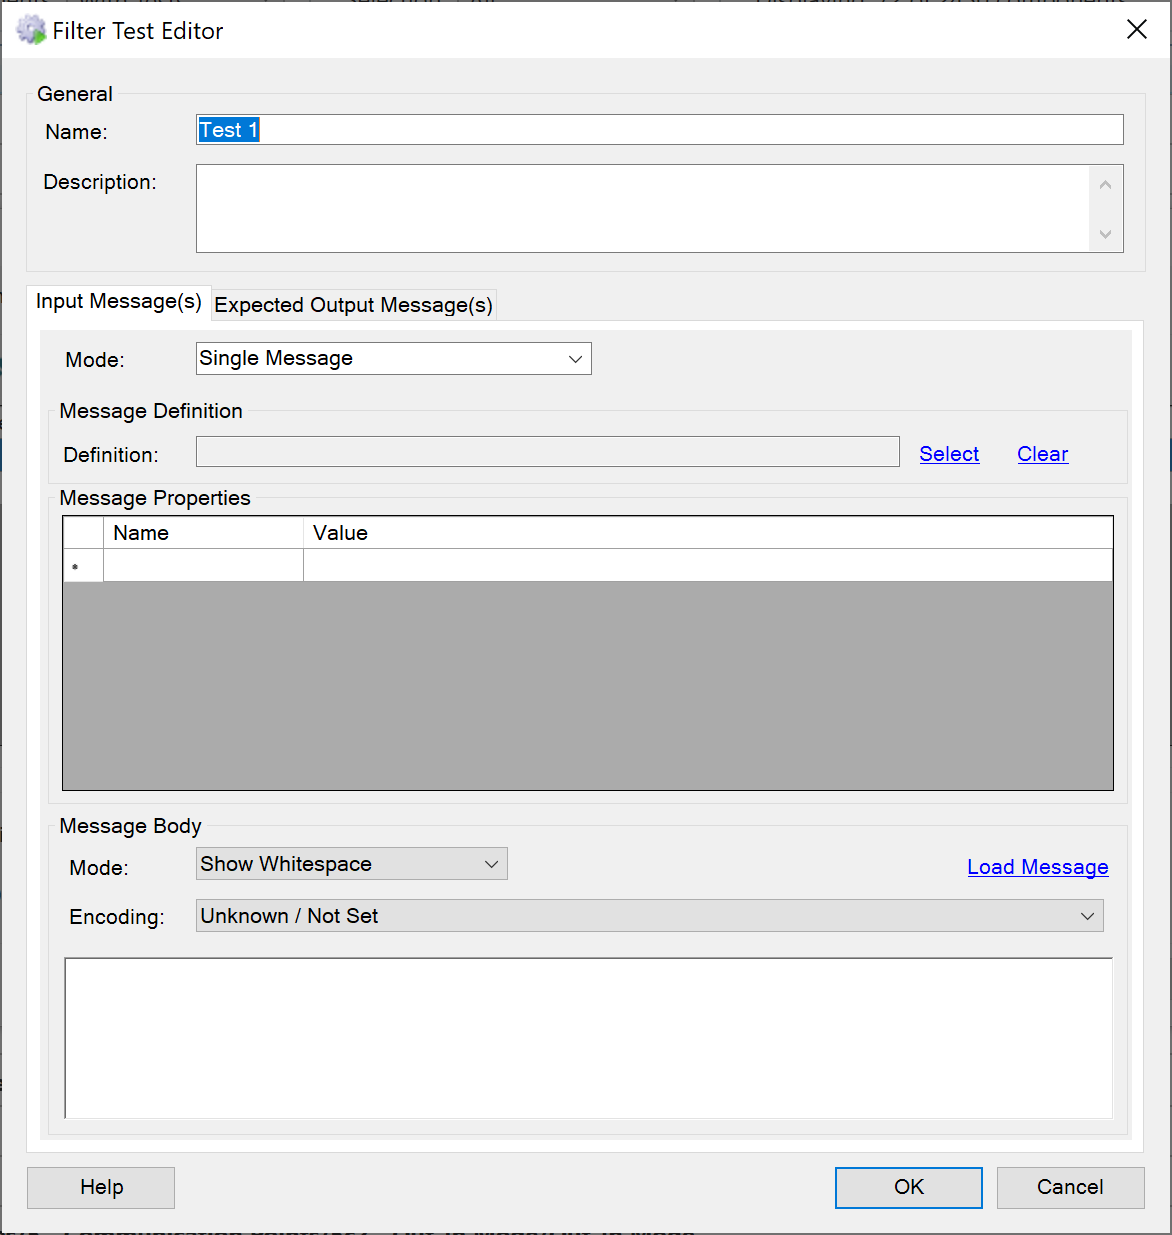 Filter Test Editor
General
Name: Test 1
Description:
Input Message(s) Expected Output Message(s)
Mode: Single Message
Message Definition
Definition: Select Clear
Message Properties
Name Value
*
Message Body
Mode: Show Whitespace Load Message
Encoding: Unknown / Not Set
Help OK Cancel